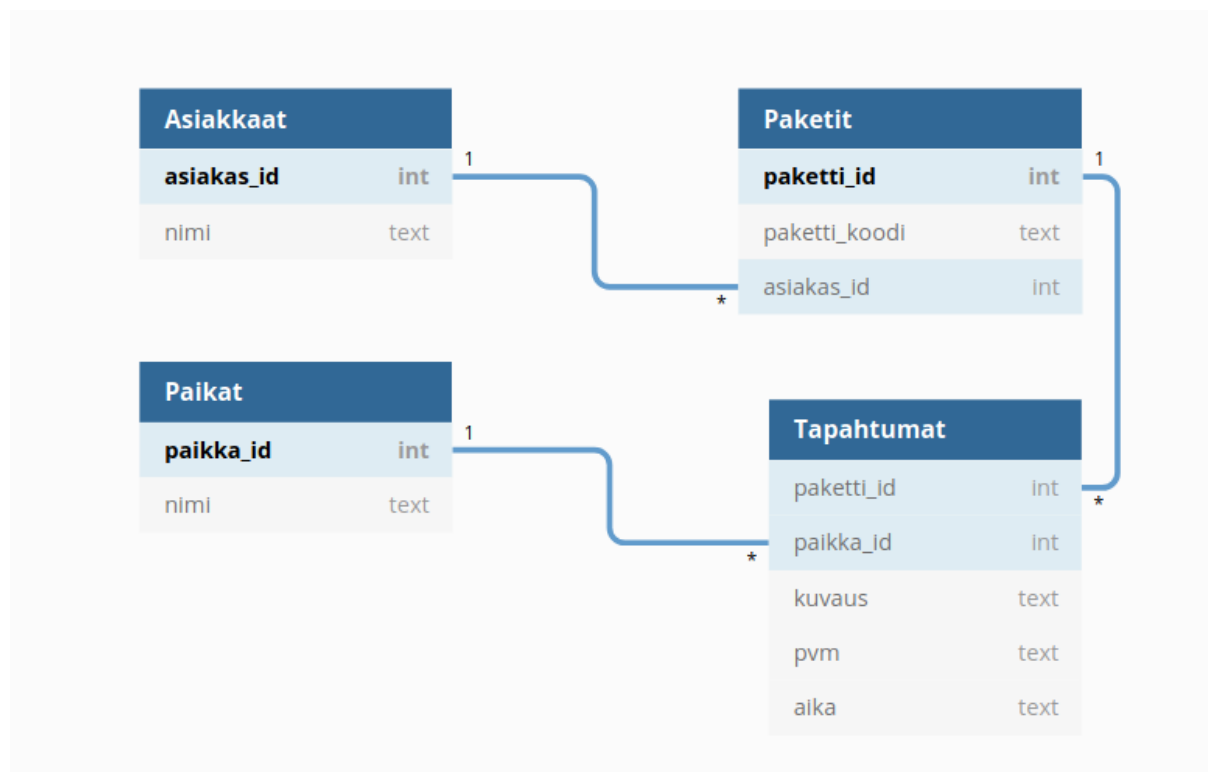 Asiakkaat
asiakas_id int
nimi text
1
*
Paketit
paketti_id int
paketti_koodi text
asiakas_id int
1
*
Paikat
paikka_id int
nimi text
1
*
Tapahtumat
paketti_id int
paikka_id int
kuvaus text
pvm text
aika text